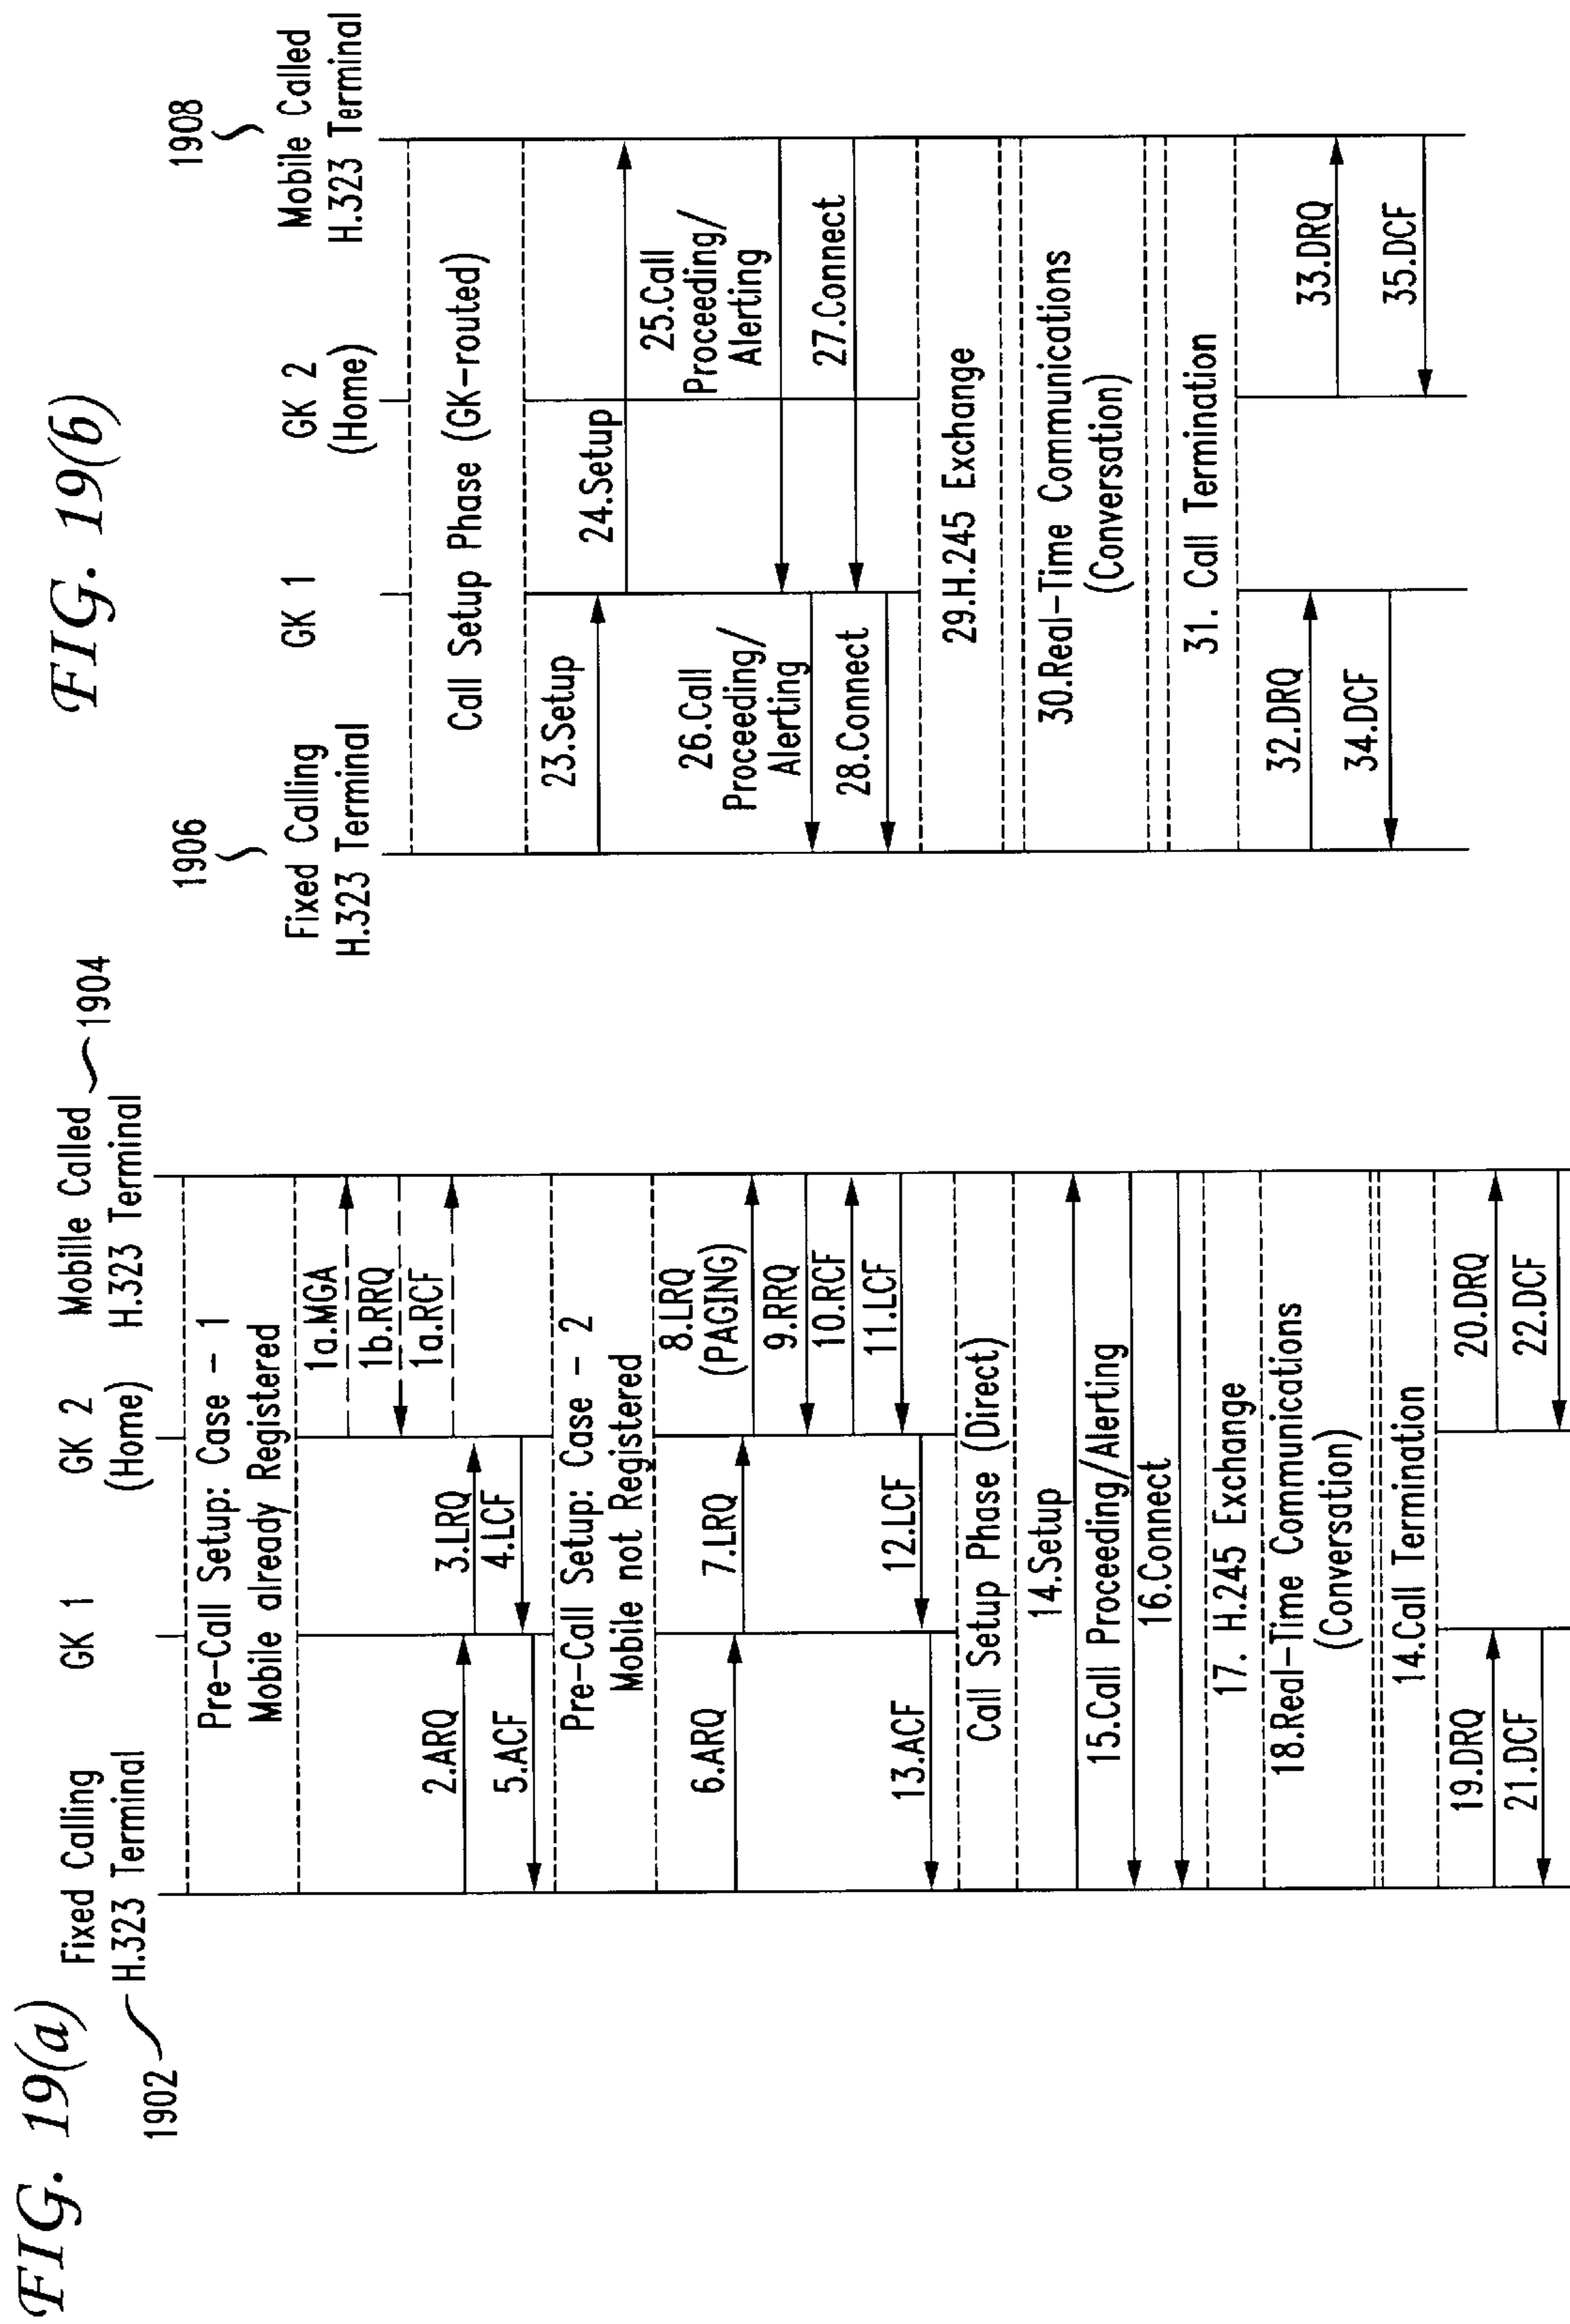 FIG. 19(a)
1902
Fixed Calling
H.323 Terminal
GK 1
GK 2
(Home)
Mobille Called
H.323 Terminal
1904
Pre-Call Setup: Case - 1
Mobile already Registered
1a.MGA
1b.RRQ
1a.RCF
2.ARQ
3.LRQ
4.LCF
5.ACF
Pre-Call Setup: Case - 2
Mobile not Registered
6.ARQ
7.LRQ
8.LRQ
(PAGING)
9.RRQ
10.RCF
11.LCF
12.LCF
13.ACF
Call Setup Phase (Direct)
14.Setup
15.Call Proceeding/Alerting
16.Connect
17. H.245 Exchange
18.Real-Time Communications
(Conversation)
14.Call Termination
19.DRQ
20.DRQ
21.DCF
22.DCF
FIG. 19(b)
1906
Fixed Calling
H.323 Terminal
GK 1
GK 2
(Home)
1908
Mobile Called
H.323 Terminal
Call Setup Phase (GK-routed)
23.Setup
24.Setup
25.Call
Proceeding/
Alerting
26.Call
Proceeding/
Alerting
27.Connect
28.Connect
29.H.245 Exchange
30.Real-Time Communications
(Conversation)
31. Call Termination
32.DRQ
33.DRQ
34.DCF
35.DCF